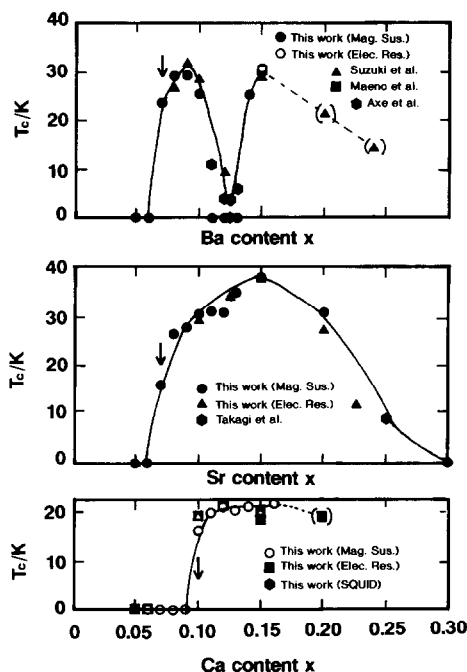 40
This work (Mag. Sus.)
This work (Elec. Res.)
Suzuki et al.
Maeno et al.
Axe et al.
30
Tc/K
20
( )
( )
10
0
Ba content x
40
30
Tc/K
20
This work (Mag. Sus.)
This work (Elec. Res.)
Takagi et al.
10
0
Sr content x
20
( )
Tc/K
10
This work (Mag. Sus.)
This work (Elec. Res.)
This work (SQUID)
0
0 0.05 0.10 0.15 0.20 0.25 0.30
Ca content x